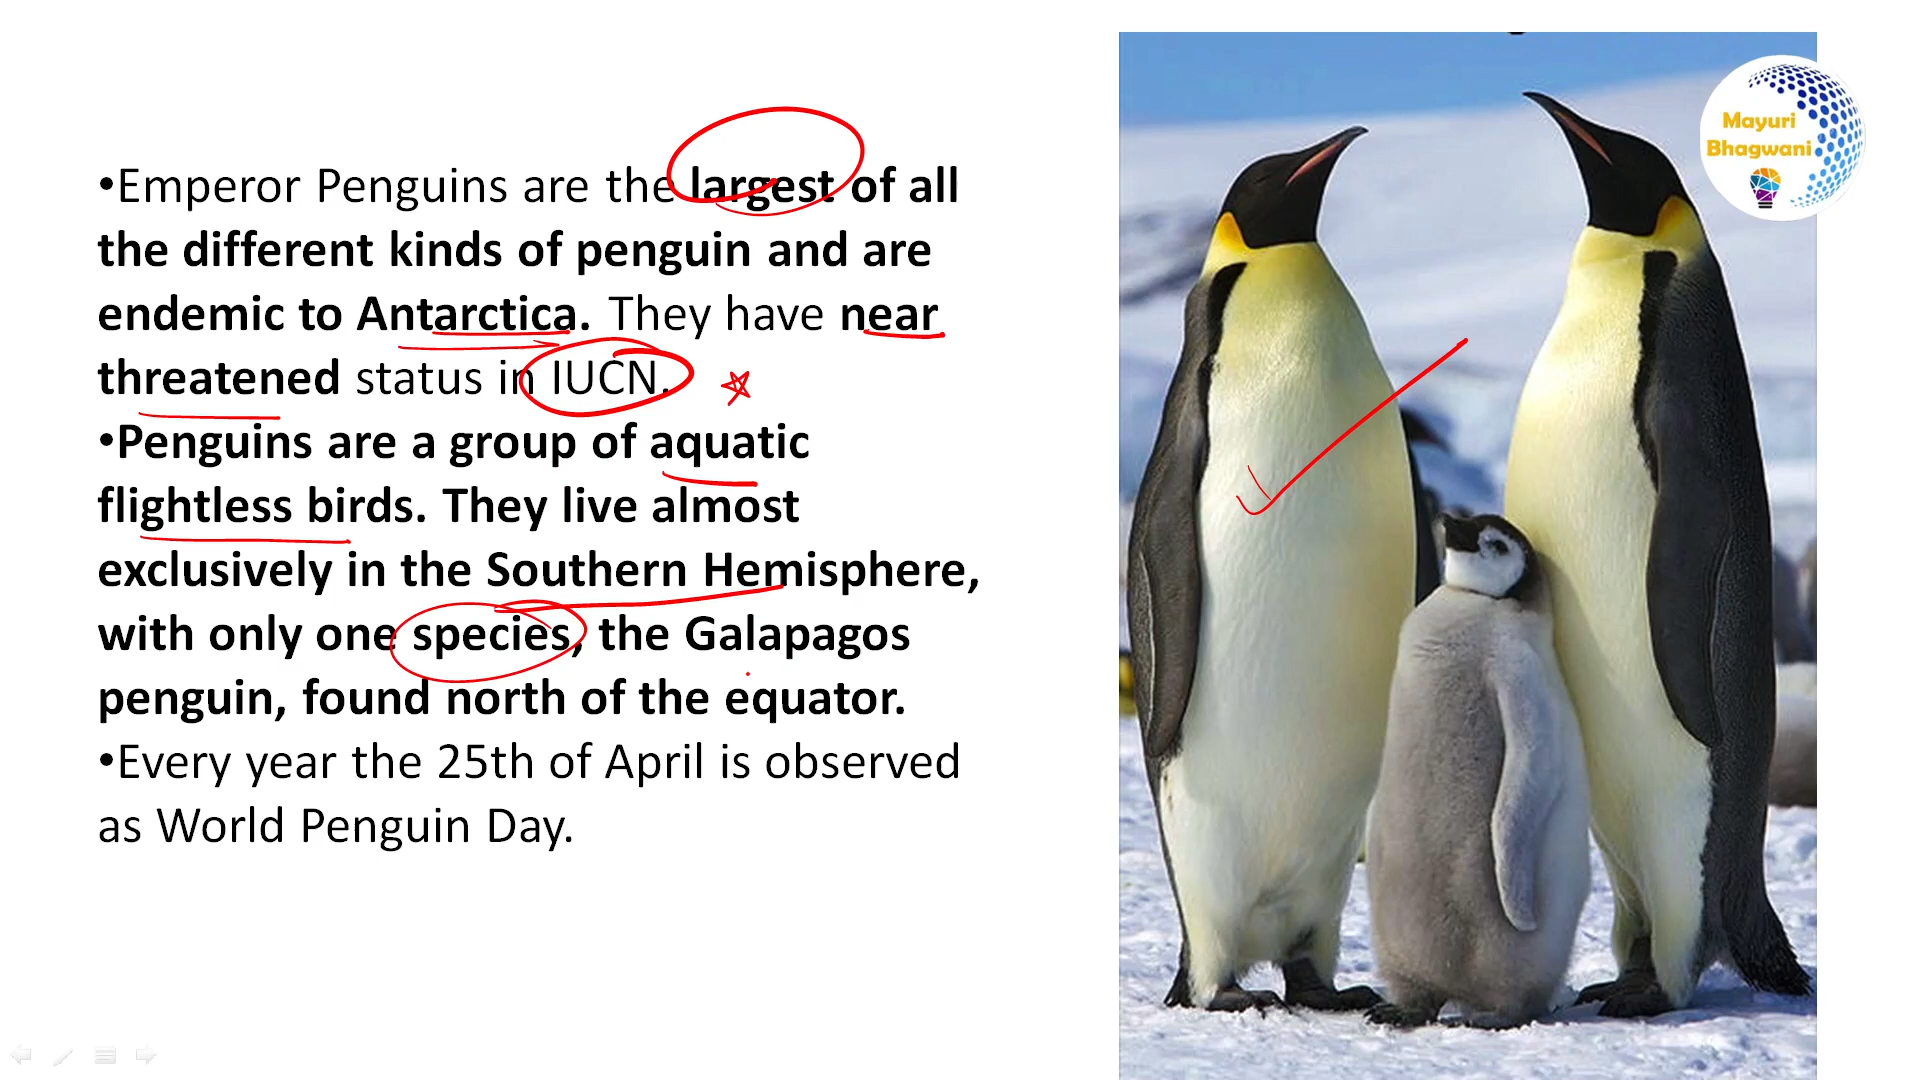 •Emperor Penguins are the largest of all
the different kinds of penguin and are
endemic to Antarctica. They have near
threatened status in IUCN.
•Penguins are a group of aquatic
flightless birds. They live almost
exclusively in the Southern Hemisphere,
with only one species, the Galapagos
penguin, found north of the equator.
•Every year the 25th of April is observed
as World Penguin Day.
Mayuri
Bhagwani